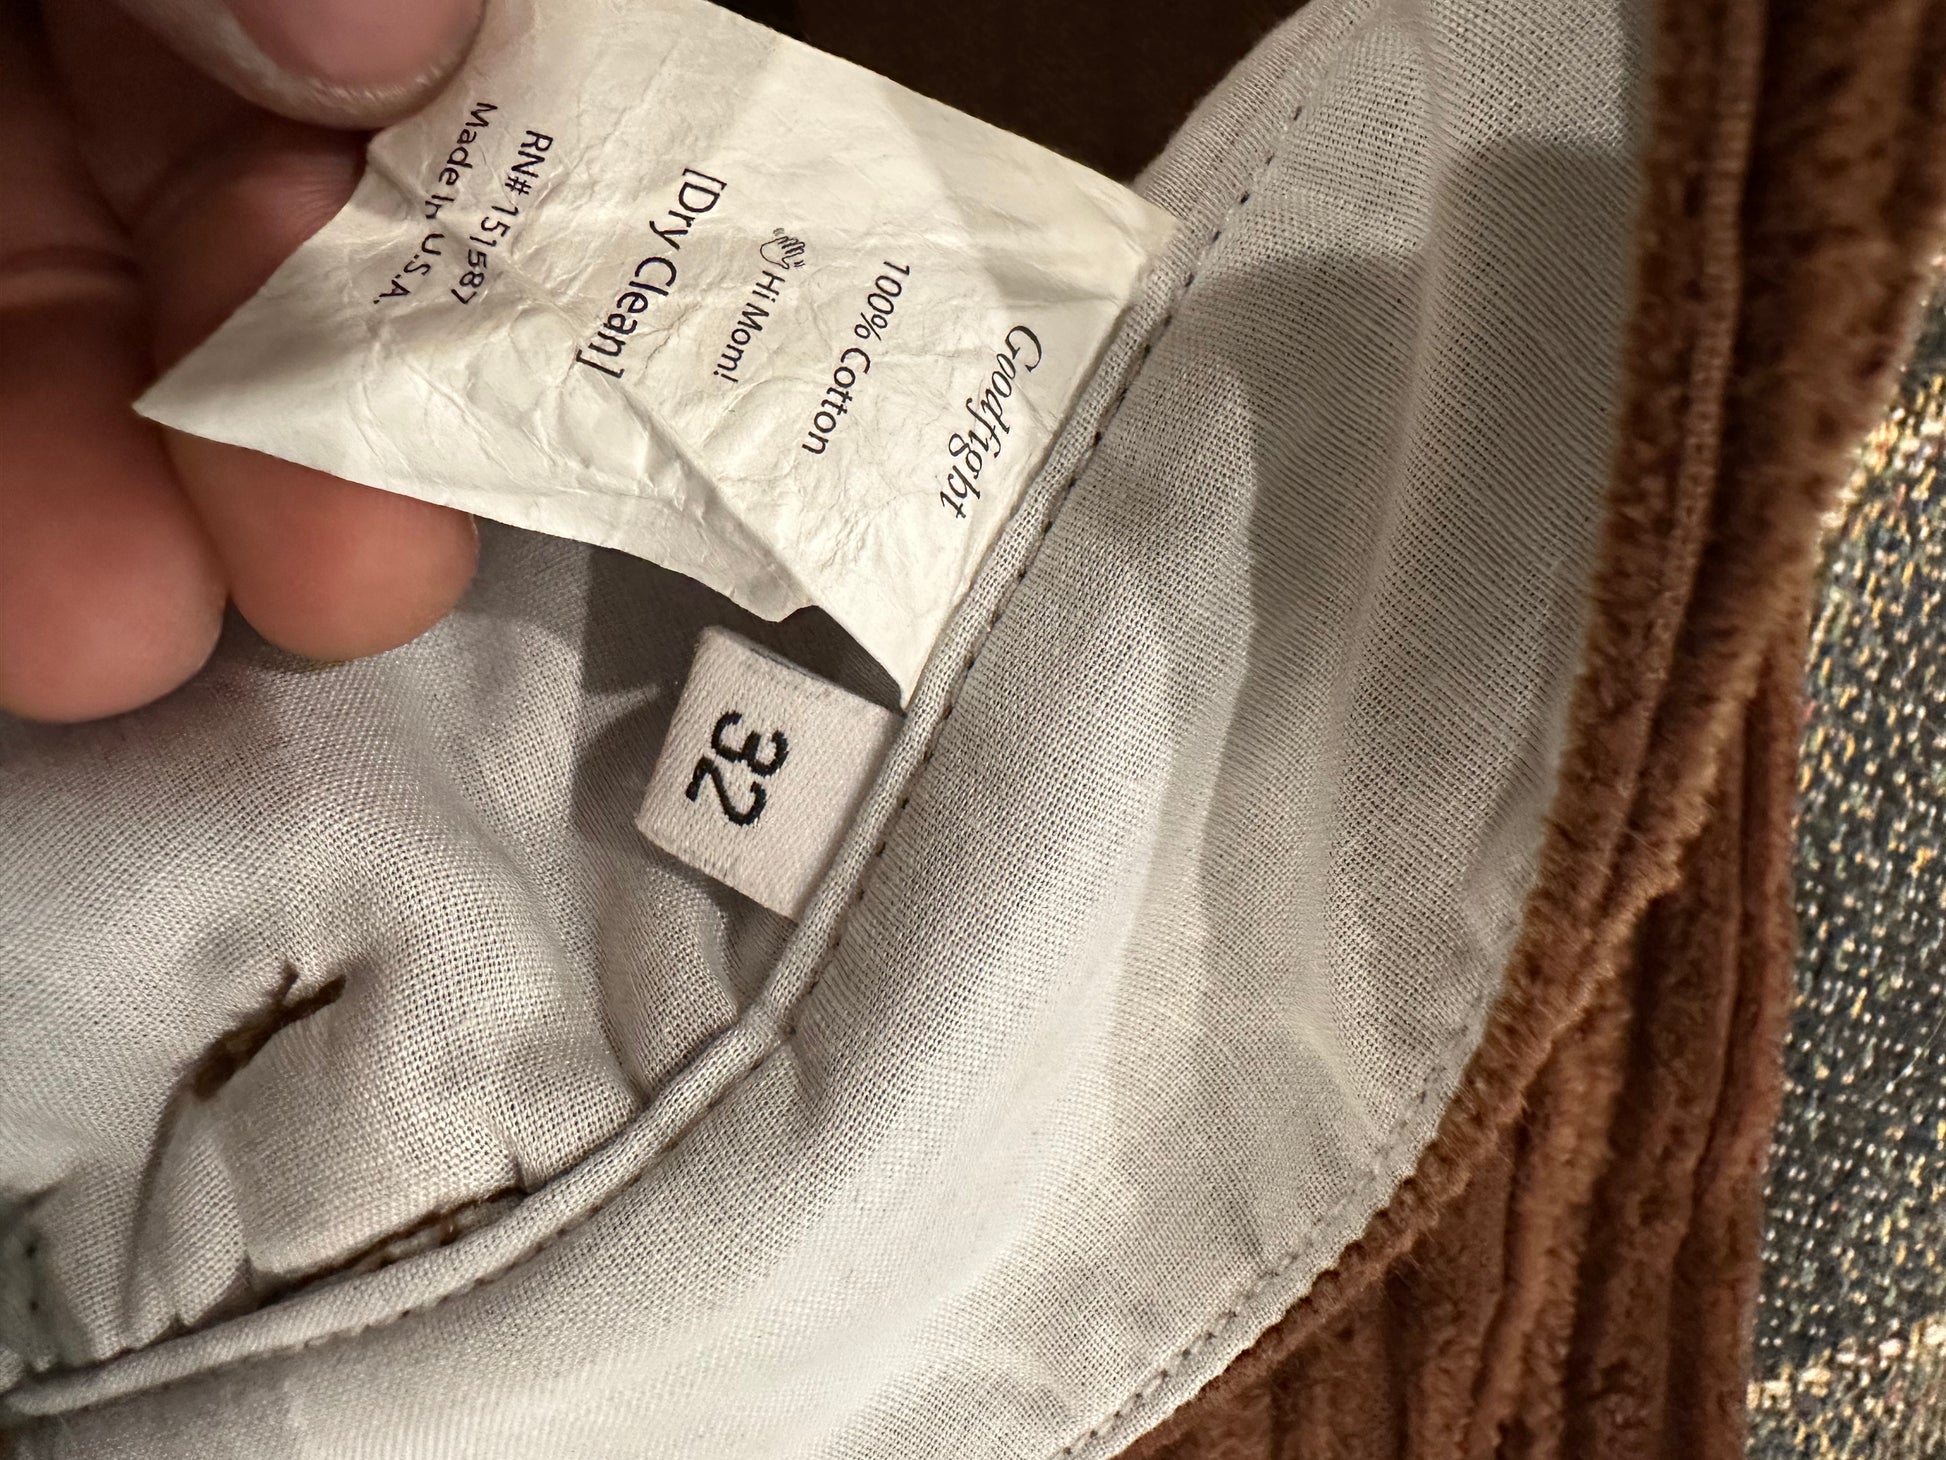 Goodfight
100% Cotton
Hi Mom!
[Dry Clean]
RN# 151587
Made In U.S.A.
32